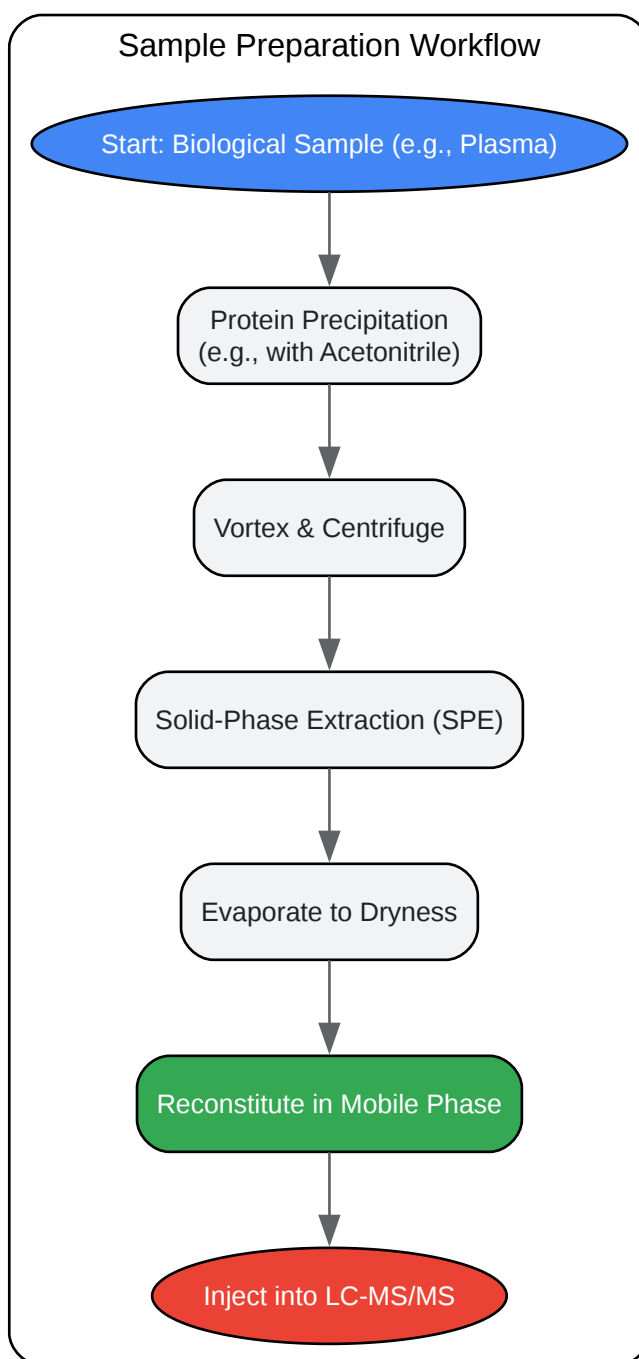 Sample Preparation Workflow
Start: Biological Sample (e.g., Plasma)
Protein Precipitation
(e.g., with Acetonitrile)
Vortex & Centrifuge
Solid-Phase Extraction (SPE)
Evaporate to Dryness
Reconstitute in Mobile Phase
Inject into LC-MS/MS